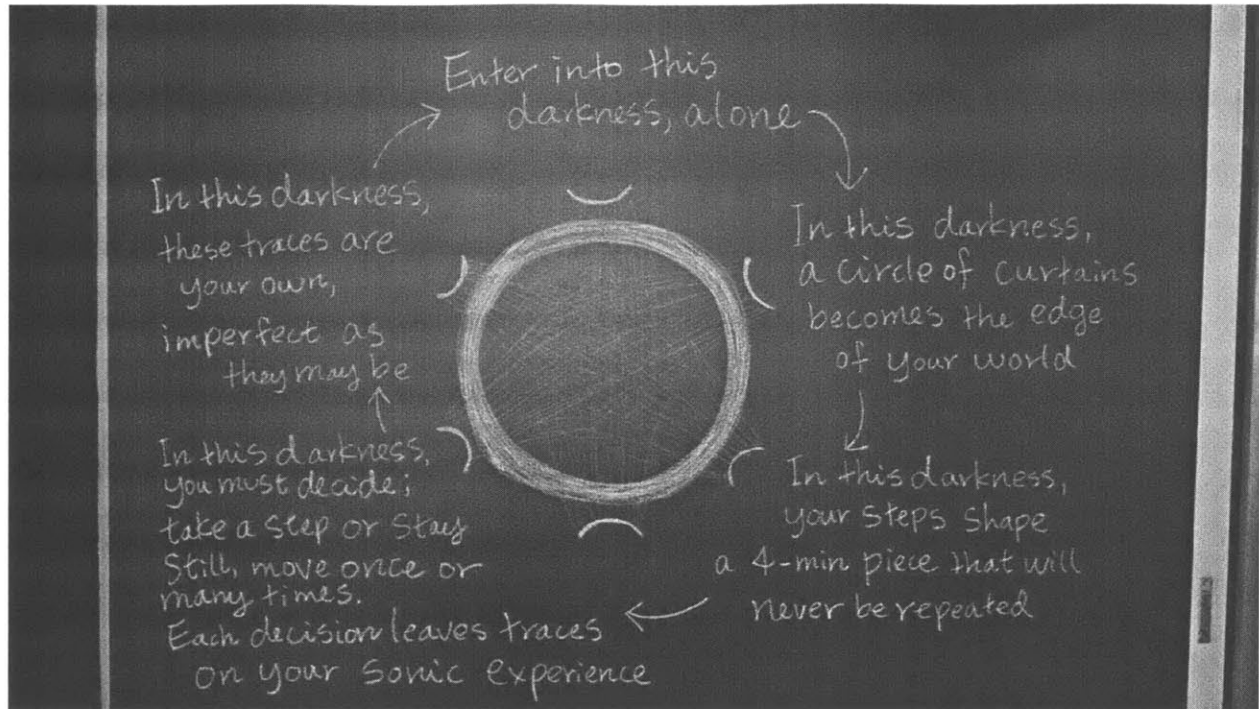 Enter into this
darkness, alone
In this darkness,
a circle of curtains
becomes the edge
of your world
In this darkness,
your steps shape
a 4-min piece that will
never be repeated
In this darkness,
you must decide;
take a step or stay
still, move once or
many times.
Each decision leaves traces
on your sonic experience
In this darkness,
these traces are
your own,
imperfect as
they may be